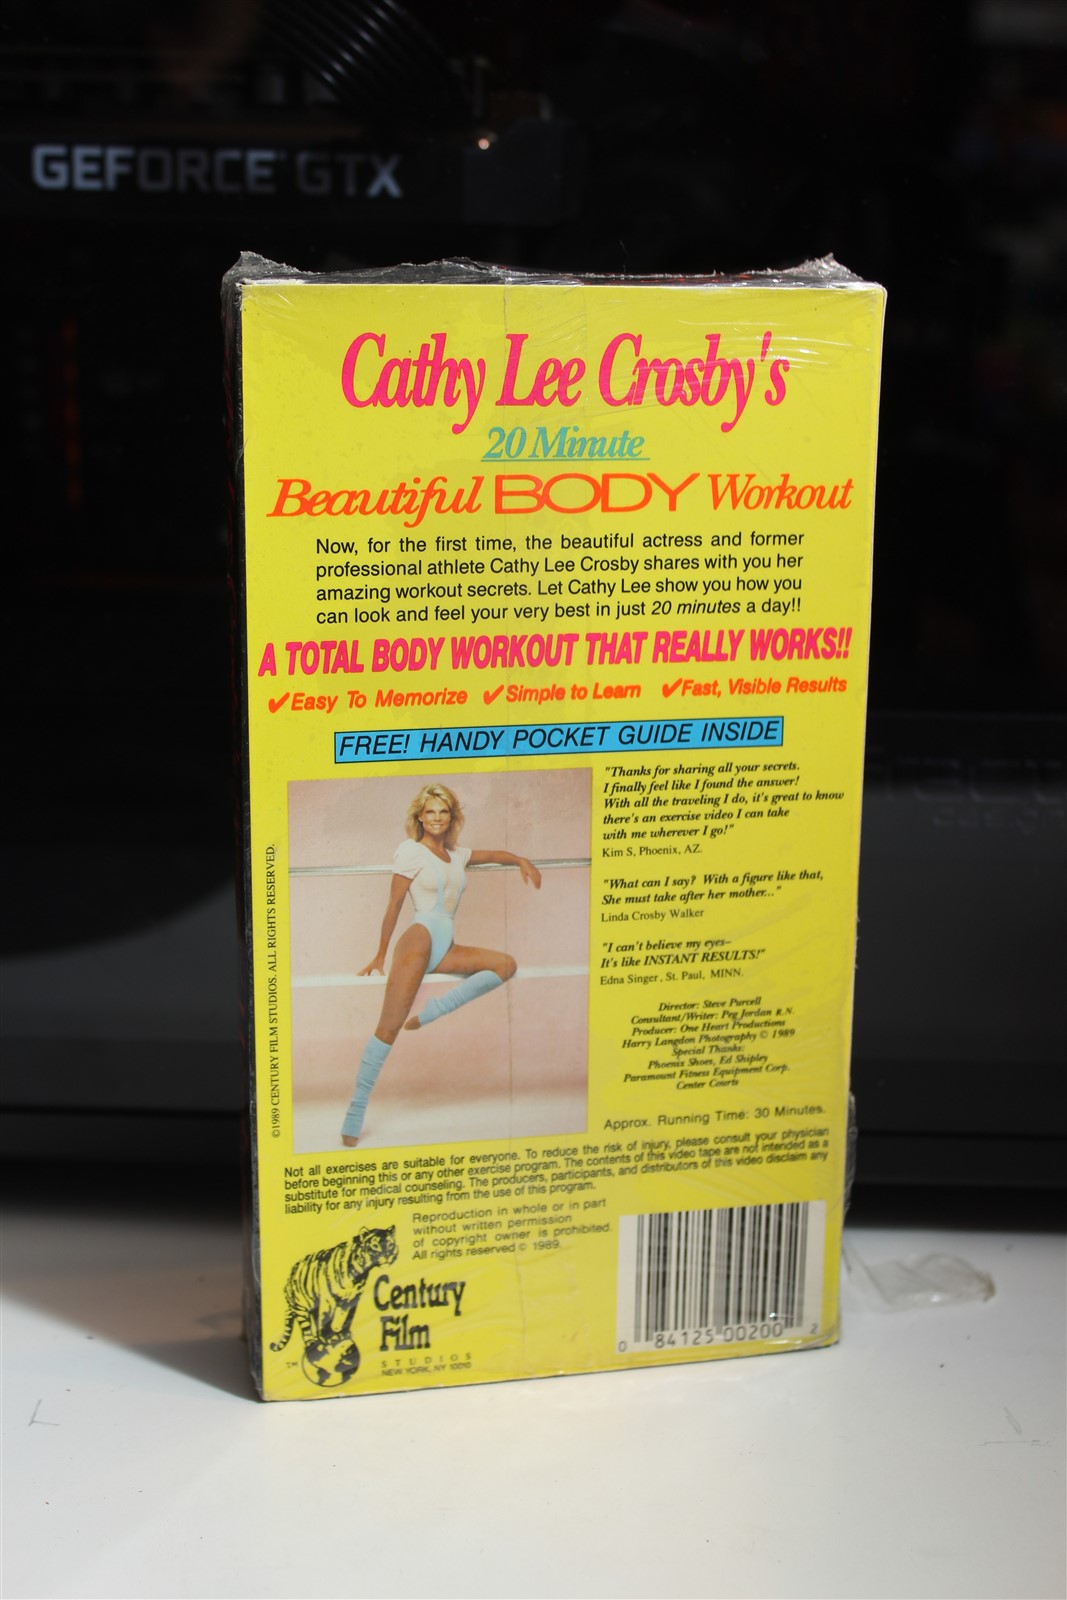 GEFORCE GTX
Cathy Lee Crosby's
20 Minute
Beautiful BODY Workout
Now, for the first time, the beautiful actress and former
professional athlete Cathy Lee Crosby shares with you her
amazing workout secrets. Let Cathy Lee show you how you
can look and feel your very best in just 20 minutes a day!!
A TOTAL BODY WORKOUT THAT REALLY WORKS!!
✓Easy To Memorize ✓Simple to Learn ✓Fast, Visible Results
FREE! HANDY POCKET GUIDE INSIDE
"Thanks for sharing all your secrets.
I finally feel like I found the answer!
With all the traveling I do, it's great to know
there's an exercise video I can take
with me wherever I go!"
Kim S, Phoenix, AZ.
"What can I say? With a figure like that,
She must take after her mother..."
Linda Crosby Walker
"I can't believe my eyes–
It's like INSTANT RESULTS!"
Edna Singer, St. Paul, MINN.
Director: Steve Purcell
Consultant/Writer: Peg Jordan R.N.
Producer: One Heart Productions
Harry Langdon Photography © 1989
Special Thanks:
Phoenix Shoes, Ed Shipley
Paramount Fitness Equipment Corp.
Center Courts
Approx. Running Time: 30 Minutes.
©1989 CENTURY FILM STUDIOS. ALL RIGHTS RESERVED.
Not all exercises are suitable for everyone. To reduce the risk of injury, please consult your physician
before beginning this or any other exercise program. The contents of this video tape are not intended as a
substitute for medical counseling. The producers, participants, and distributors of this video disclaim any
liability for any injury resulting from the use of this program.
Reproduction in whole or in part
without written permission
of copyright owner is prohibited.
All rights reserved © 1989.
Century
Film
STUDIOS
NEW YORK, NY 10010
TM
0 84125 00200 2